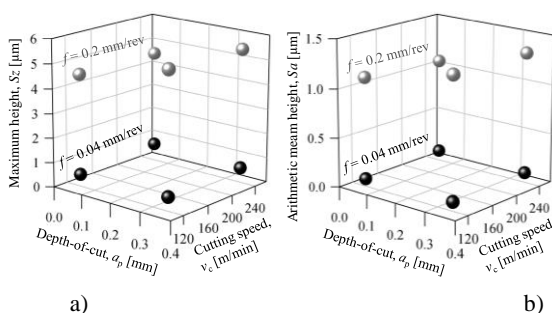 a)
Maximum height, Sz [μm]
6
5
4
3
2
1
0
f = 0.2 mm/rev
f = 0.04 mm/rev
0.0
0.1
0.2
0.3
0.4
Depth-of-cut, aₚ [mm]
120
160
200
240
Cutting speed,
v꜀ [m/min]
a)
Arithmetic meam height, Sa [μm]
1.5
1.0
0.5
0.0
f = 0.2 mm/rev
f = 0.04 mm/rev
0.0
0.1
0.2
0.3
0.4
Depth-of-cut, aₚ [mm]
120
160
200
240
Cutting speed,
v꜀ [m/min]
a)
b)